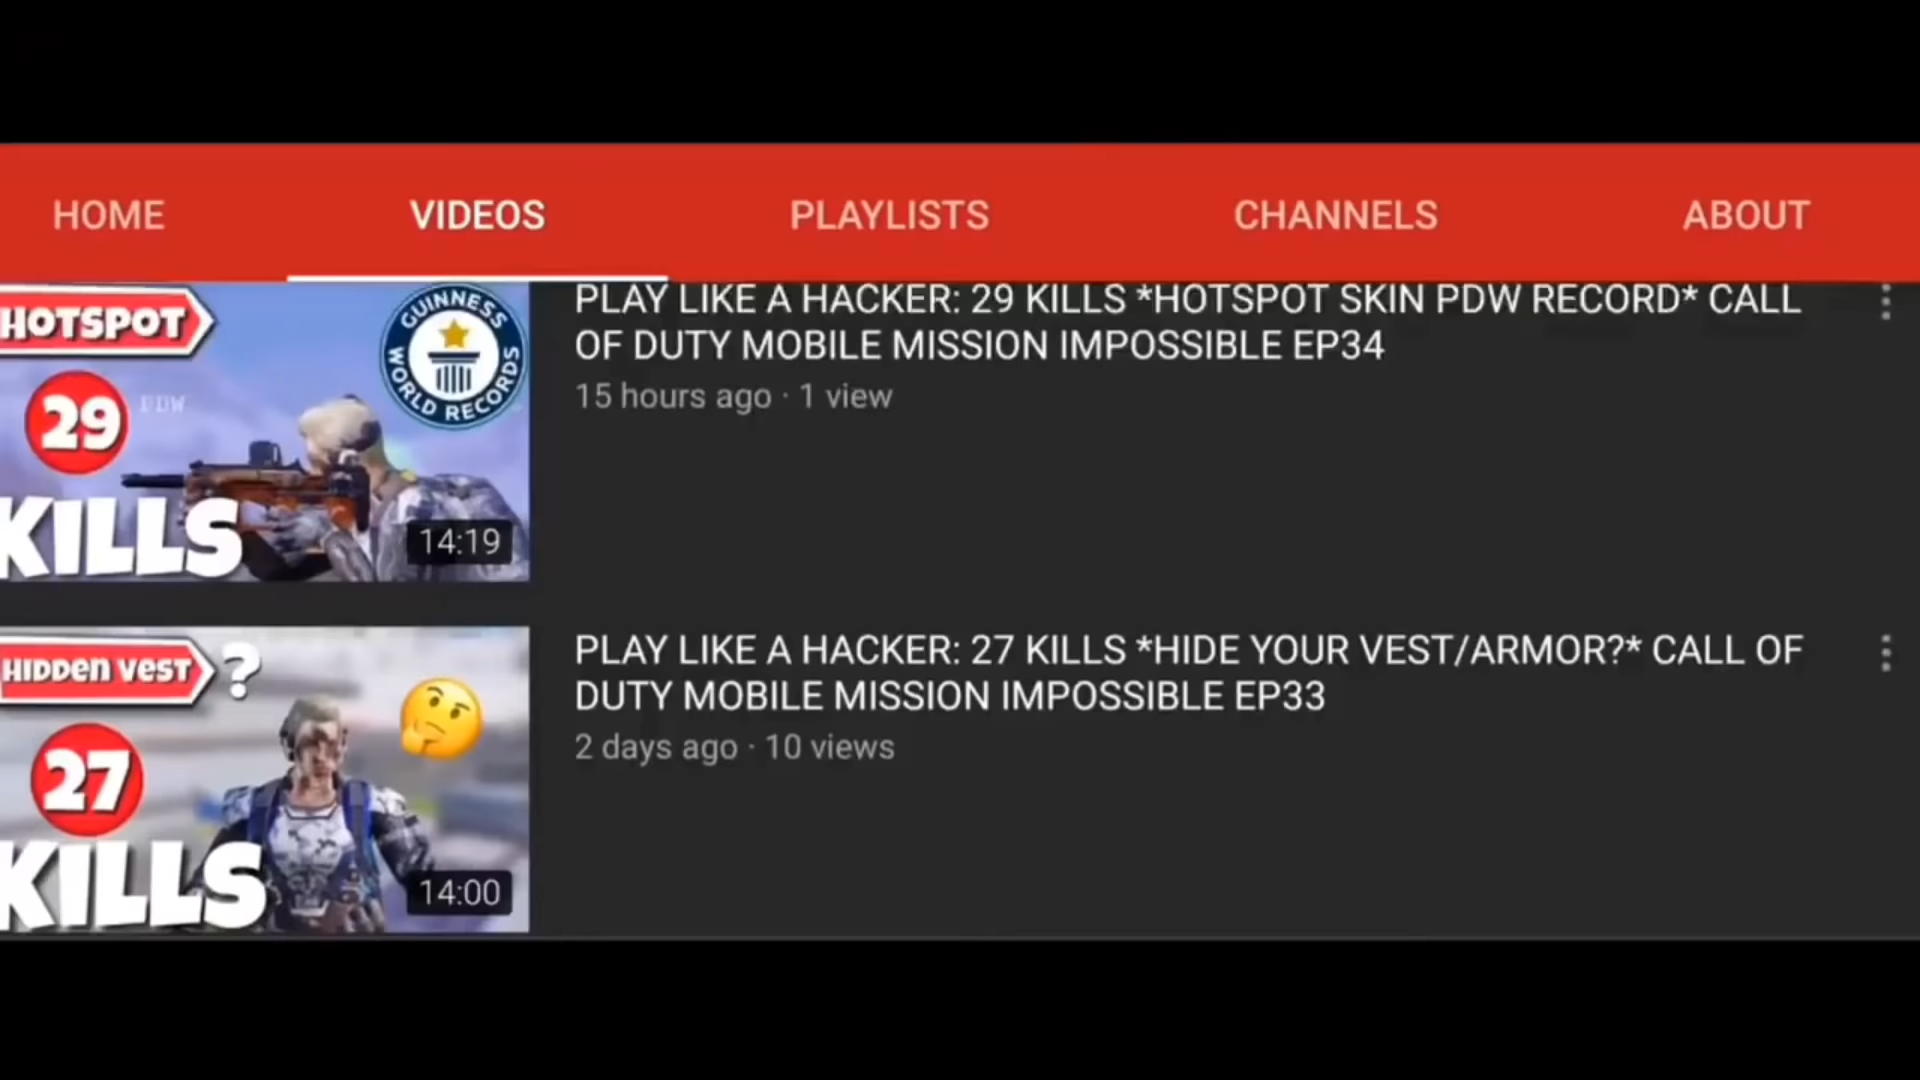 HOME VIDEOS PLAYLISTS CHANNELS ABOUT
HOTSPOT
GUINNESS
WORLD RECORDS
29
PDW
KILLS
14:19
PLAY LIKE A HACKER: 29 KILLS *HOTSPOT SKIN PDW RECORD* CALL
OF DUTY MOBILE MISSION IMPOSSIBLE EP34
15 hours ago · 1 view
HIDDEN VEST ?
27
KILLS
14:00
PLAY LIKE A HACKER: 27 KILLS *HIDE YOUR VEST/ARMOR?* CALL OF
DUTY MOBILE MISSION IMPOSSIBLE EP33
2 days ago · 10 views